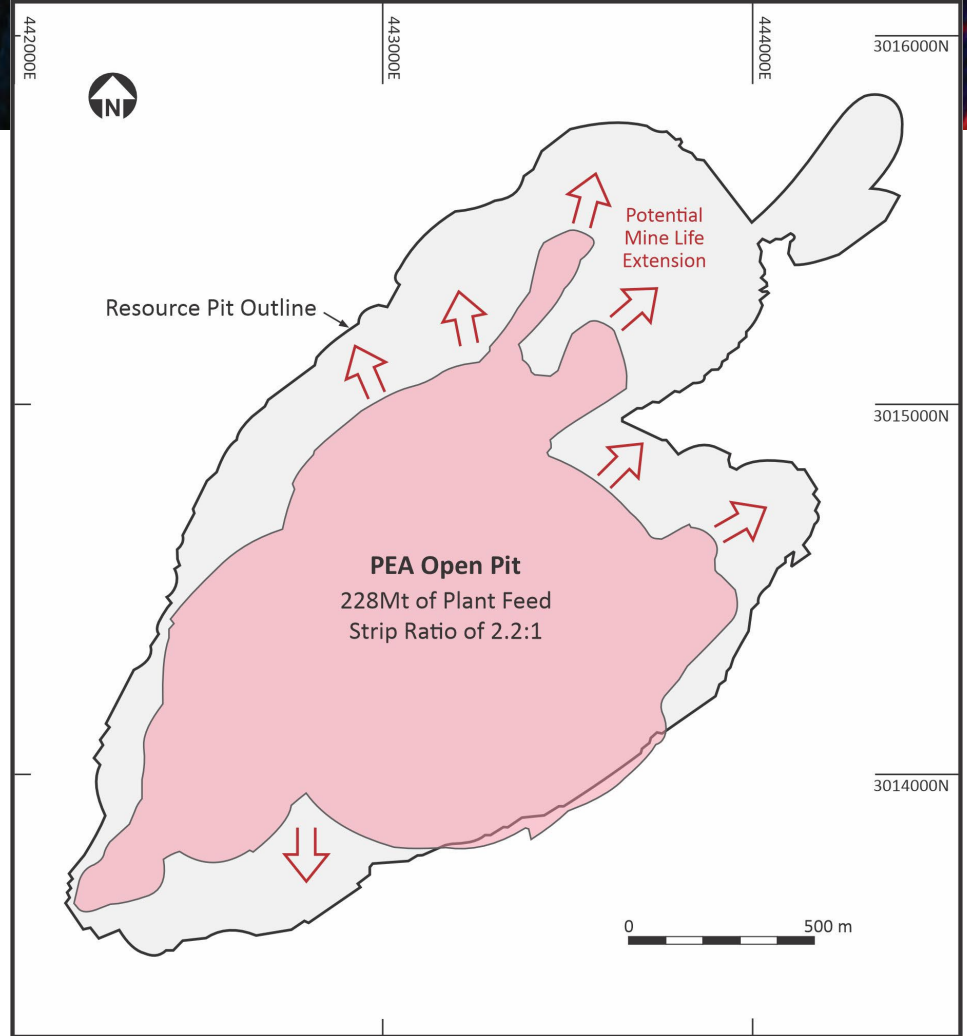 442000E
443000E
444000E
3016000N
N
Potential
Mine Life
Extension
Resource Pit Outline
3015000N
PEA Open Pit
228Mt of Plant Feed
Strip Ratio of 2.2:1
3014000N
0 500 m